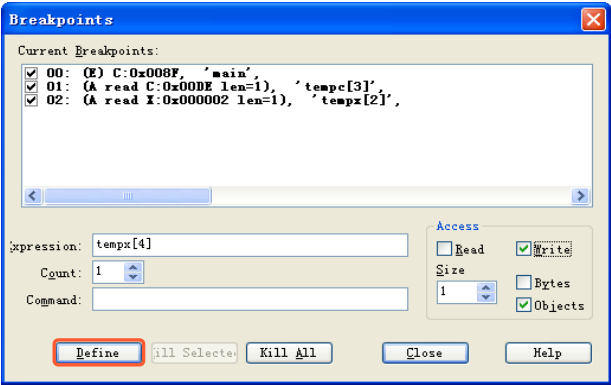 Breakpoints
Current Breakpoints:
00: (E) C:0x008F, 'main',
01: (A read C:0x00DE len=1), 'tempc[3]',
02: (A read X:0x000002 len=1), 'tempx[2]',
Expression:
tempx[4]
Count:
1
Command:
Access
Read
Write
Size
1
Bytes
Objects
Define
ill Selecte
Kill All
Close
Help